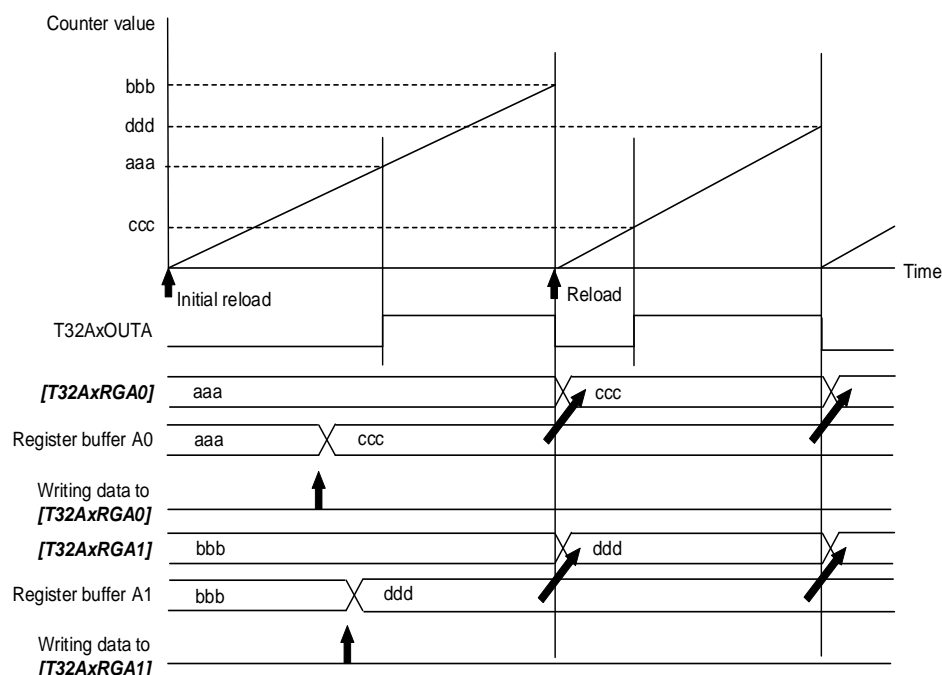 Counter value
bbb
ddd
aaa
ccc
Time
Initial reload
Reload
T32AxOUTA
[T32AxRGA0]
aaa
ccc
Register buffer A0
aaa
ccc
Writing data to
[T32AxRGA0]
[T32AxRGA1]
bbb
ddd
Register buffer A1
bbb
ddd
Writing data to
[T32AxRGA1]